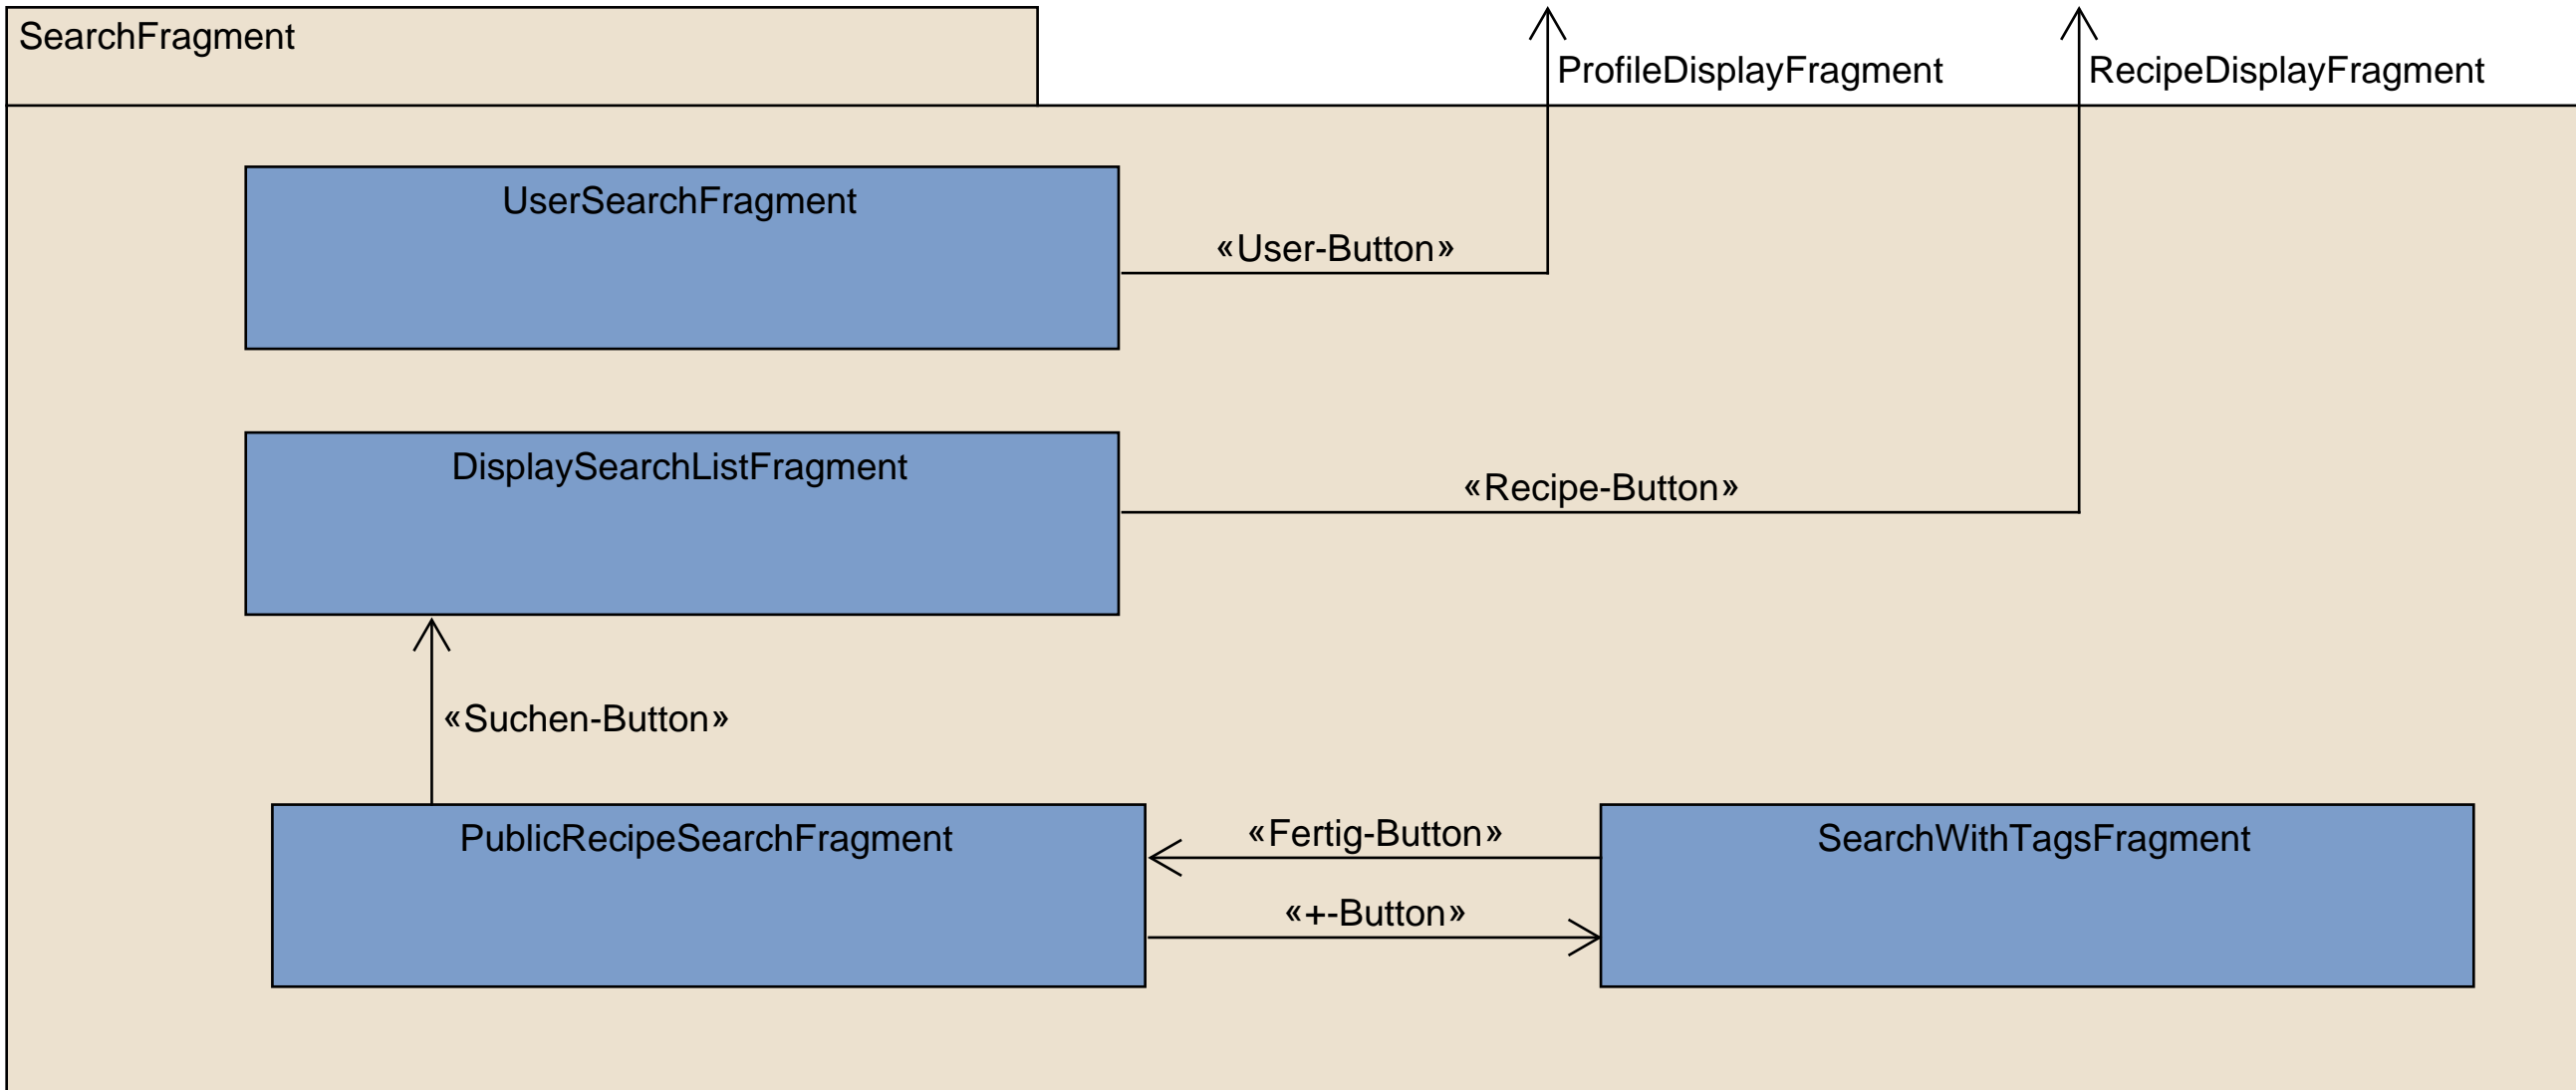 SearchFragment
ProfileDisplayFragment
RecipeDisplayFragment
UserSearchFragment
«User-Button»
DisplaySearchListFragment
«Recipe-Button»
«Suchen-Button»
PublicRecipeSearchFragment
«Fertig-Button»
SearchWithTagsFragment
«+-Button»